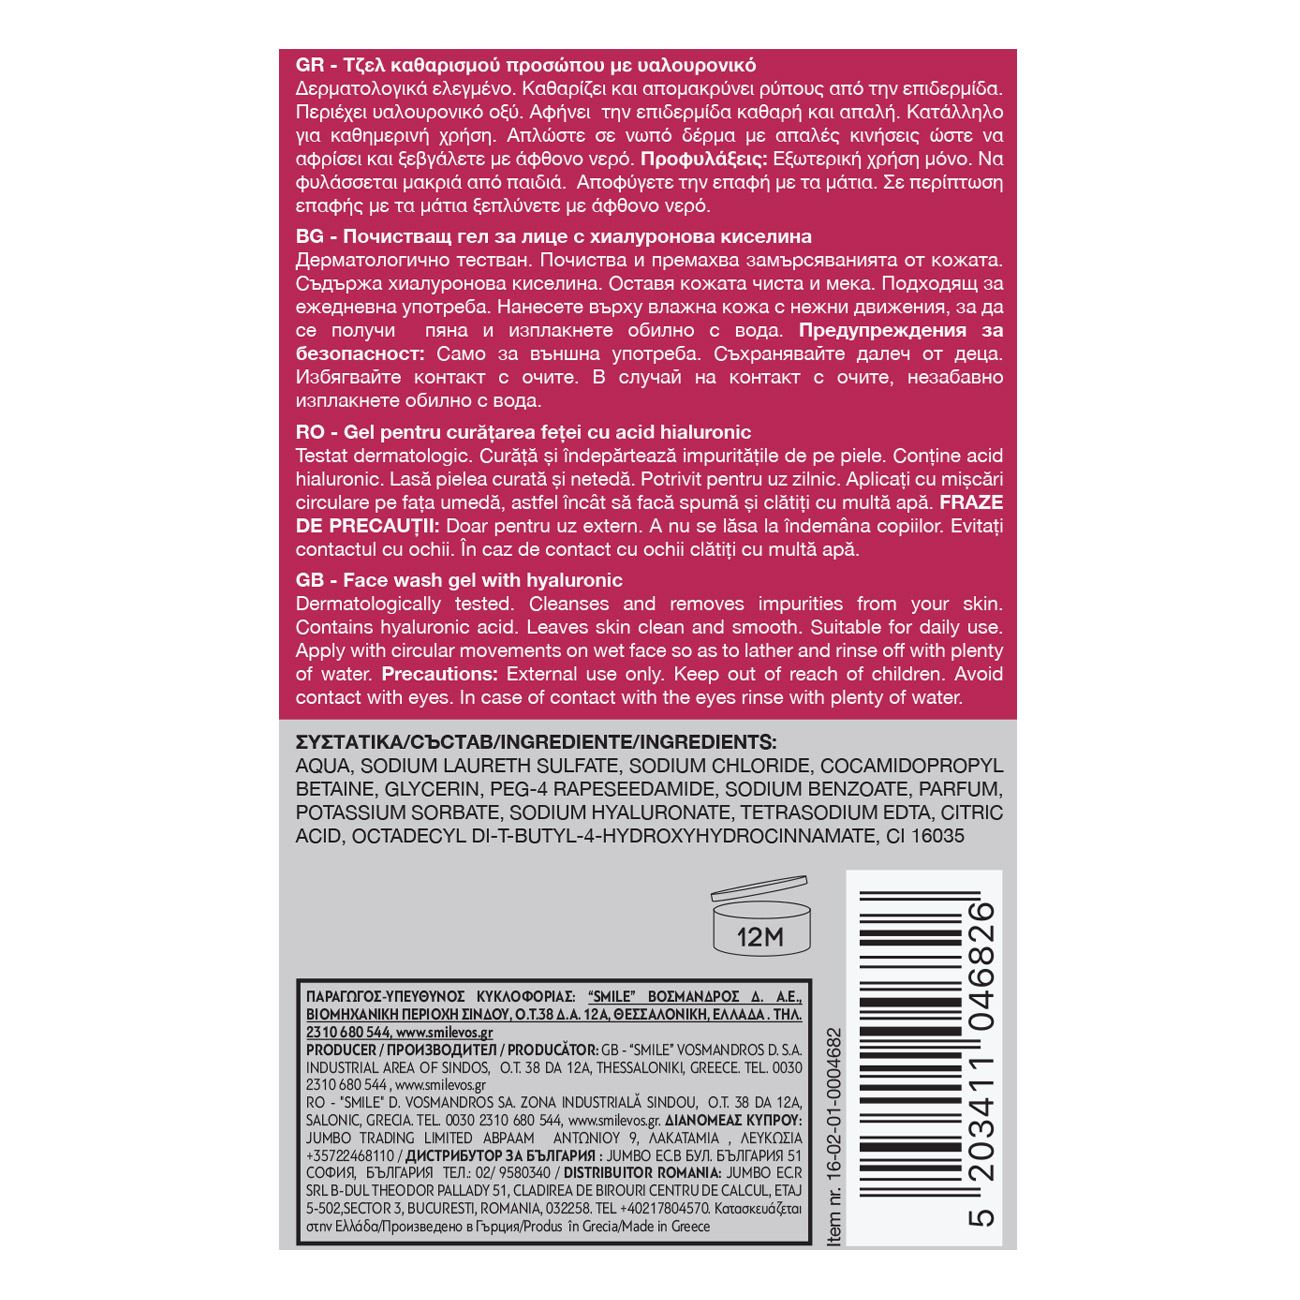 GR - Τζελ καθαρισμού προσώπου με υαλουρονικό
Δερματολογικά ελεγμένο. Καθαρίζει και απομακρύνει ρύπους από την επιδερμίδα.
Περιέχει υαλουρονικό οξύ. Αφήνει την επιδερμίδα καθαρή και απαλή. Κατάλληλο
για καθημερινή χρήση. Απλώστε σε νωπό δέρμα με απαλές κινήσεις ώστε να
αφρίσει και ξεβγάλετε με άφθονο νερό. Προφυλάξεις: Εξωτερική χρήση μόνο. Να
φυλάσσεται μακριά από παιδιά. Αποφύγετε την επαφή με τα μάτια. Σε περίπτωση
επαφής με τα μάτια ξεπλύνετε με άφθονο νερό.
BG - Почистващ гел за лице с хиалуронова киселина
Дерматологично тестван. Почиства и премахва замърсяванията от кожата.
Съдържа хиалуронова киселина. Оставя кожата чиста и мека. Подходящ за
ежедневна употреба. Нанесете върху влажна кожа с нежни движения, за да
се получи пяна и изплакнете обилно с вода. Предупреждения за
безопасност: Само за външна употреба. Съхранявайте далеч от деца.
Избягвайте контакт с очите. В случай на контакт с очите, незабавно
изплакнете обилно с вода.
RO - Gel pentru curățarea feței cu acid hialuronic
Testat dermatologic. Curăță și îndepărtează impuritățile de pe piele. Conține acid
hialuronic. Lasă pielea curată și netedă. Potrivit pentru uz zilnic. Aplicați cu mișcări
circulare pe fața umedă, astfel încât să facă spumă și clătiți cu multă apă. FRAZE
DE PRECAUȚII: Doar pentru uz extern. A nu se lăsa la îndemâna copiilor. Evitați
contactul cu ochii. În caz de contact cu ochii clătiți cu multă apă.
GB - Face wash gel with hyaluronic
Dermatologically tested. Cleanses and removes impurities from your skin.
Contains hyaluronic acid. Leaves skin clean and smooth. Suitable for daily use.
Apply with circular movements on wet face so as to lather and rinse off with plenty
of water. Precautions: External use only. Keep out of reach of children. Avoid
contact with eyes. In case of contact with the eyes rinse with plenty of water.
ΣΥΣΤΑΤΙΚΑ/СЪСТАВ/INGREDIENTE/INGREDIENTS:
AQUA, SODIUM LAURETH SULFATE, SODIUM CHLORIDE, COCAMIDOPROPYL
BETAINE, GLYCERIN, PEG-4 RAPESEEDAMIDE, SODIUM BENZOATE, PARFUM,
POTASSIUM SORBATE, SODIUM HYALURONATE, TETRASODIUM EDTA, CITRIC
ACID, OCTADECYL DI-T-BUTYL-4-HYDROXYHYDROCINNAMATE, CI 16035
12M
ΠΑΡΑΓΩΓΟΣ-ΥΠΕΥΘΥΝΟΣ ΚΥΚΛΟΦΟΡΙΑΣ: “SMILE” ΒΟΣΜΑΝΔΡΟΣ Δ. Α.Ε.,
ΒΙΟΜΗΧΑΝΙΚΗ ΠΕΡΙΟΧΗ ΣΙΝΔΟΥ, Ο.Τ.38 Δ.Α. 12Α, ΘΕΣΣΑΛΟΝΙΚΗ, ΕΛΛΑΔΑ . ΤΗΛ.
2310 680 544, www.smilevos.gr
PRODUCER / ПРОИЗВОДИТЕЛ / PRODUCĂTOR: GB - “SMILE” VOSMANDROS D. S.A.
INDUSTRIAL AREA OF SINDOS, O.T. 38 DA 12A, THESSALONIKI, GREECE. TEL. 0030
2310 680 544 , www.smilevos.gr
RO - "SMILE" D. VOSMANDROS SA. ZONA INDUSTRIALĂ SINDOU, O.T. 38 DA 12A,
SALONIC, GRECIA. TEL. 0030 2310 680 544, www.smilevos.gr. ΔΙΑΝΟΜΕΑΣ ΚΥΠΡΟΥ:
JUMBO TRADING LIMITED ΑΒΡΑΑΜ ΑΝΤΩΝΙΟΥ 9, ΛΑΚΑΤΑΜΙΑ , ΛΕΥΚΩΣΙΑ
+35722468110 / ДИСТРИБУТОР ЗА БЪЛГАРИЯ : JUMBO EC.B БУЛ. БЪЛГАРИЯ 51
СОФИЯ, БЪЛГАРИЯ ТЕЛ.: 02/ 9580340 / DISTRIBUITOR ROMANIA: JUMBO EC.R
SRL B-DUL THEODOR PALLADY 51, CLADIREA DE BIROURI CENTRU DE CALCUL, ETAJ
5-502,SECTOR 3, BUCURESTI, ROMANIA, 032258. TEL +40217804570. Κατασκευάζεται
στην Ελλάδα/Произведено в Гърция/Produs în Grecia/Made in Greece
Item nr. 16-02-01-0004682
5 203411 046826